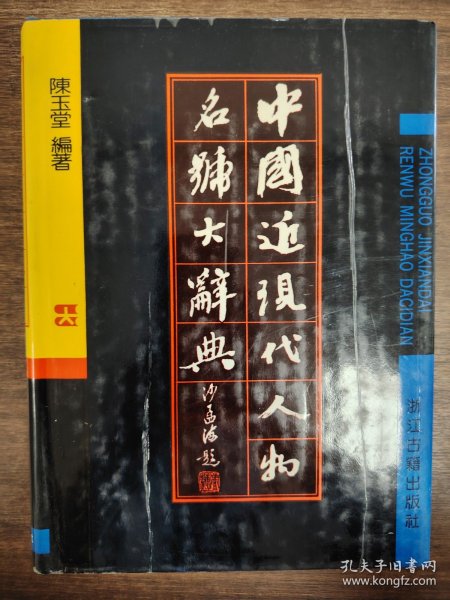 中國近現代人物
名號大辭典
沙孟海題
陳玉堂 編著
ZHONGGUO JINXIANDAI
RENWU MINGHAO DACIDIAN
浙江古籍出版社
孔夫子旧书网
www.kongfz.com